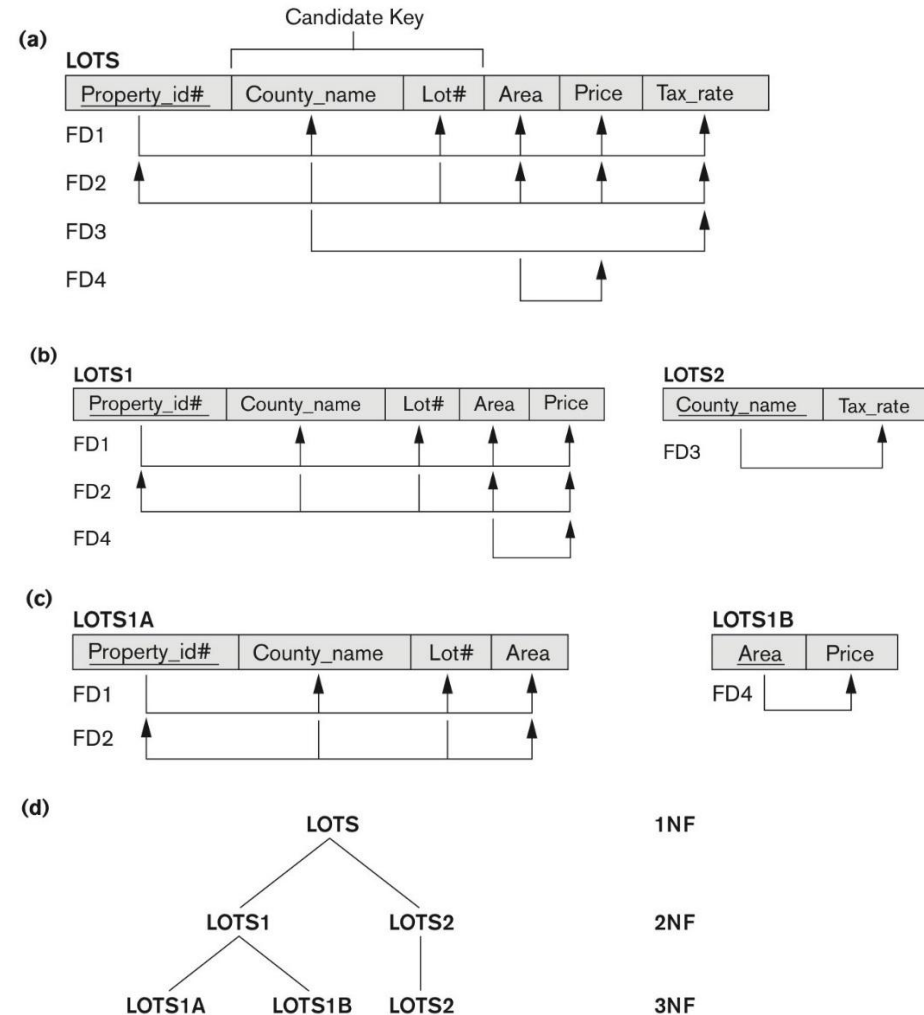 Candidate Key
(a)
LOTS
Property_id# County_name Lot# Area Price Tax_rate
FD1
FD2
FD3
FD4
(b)
LOTS1
Property_id# County_name Lot# Area Price
FD1
FD2
FD4
LOTS2
County_name Tax_rate
FD3
(c)
LOTS1A
Property_id# County_name Lot# Area
FD1
FD2
LOTS1B
Area Price
FD4
(d)
LOTS 1NF
LOTS1 LOTS2 2NF
LOTS1A LOTS1B LOTS2 3NF